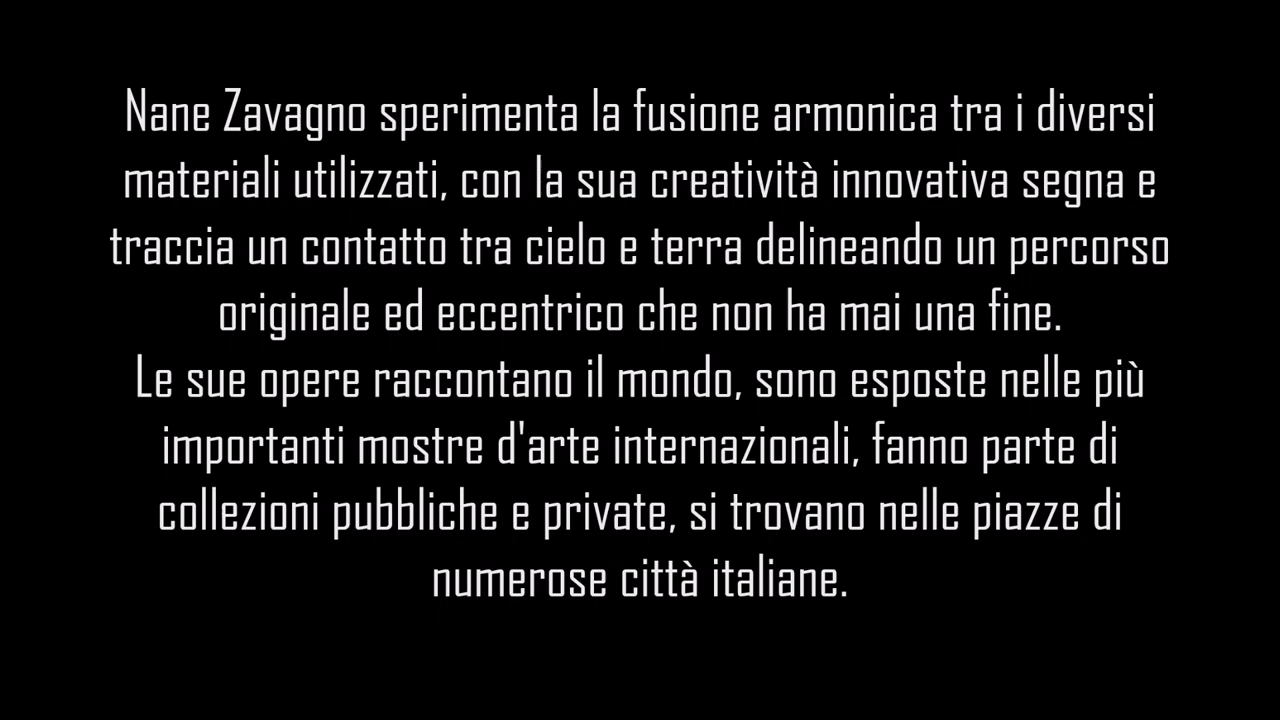 Nane Zavagno sperimenta la fusione armonica tra i diversi
materiali utilizzati, con la sua creatività innovativa segna e
traccia un contatto tra cielo e terra delineando un percorso
originale ed eccentrico che non ha mai una fine.
Le sue opere raccontano il mondo, sono esposte nelle più
importanti mostre d'arte internazionali, fanno parte di
collezioni pubbliche e private, si trovano nelle piazze di
numerose città italiane.